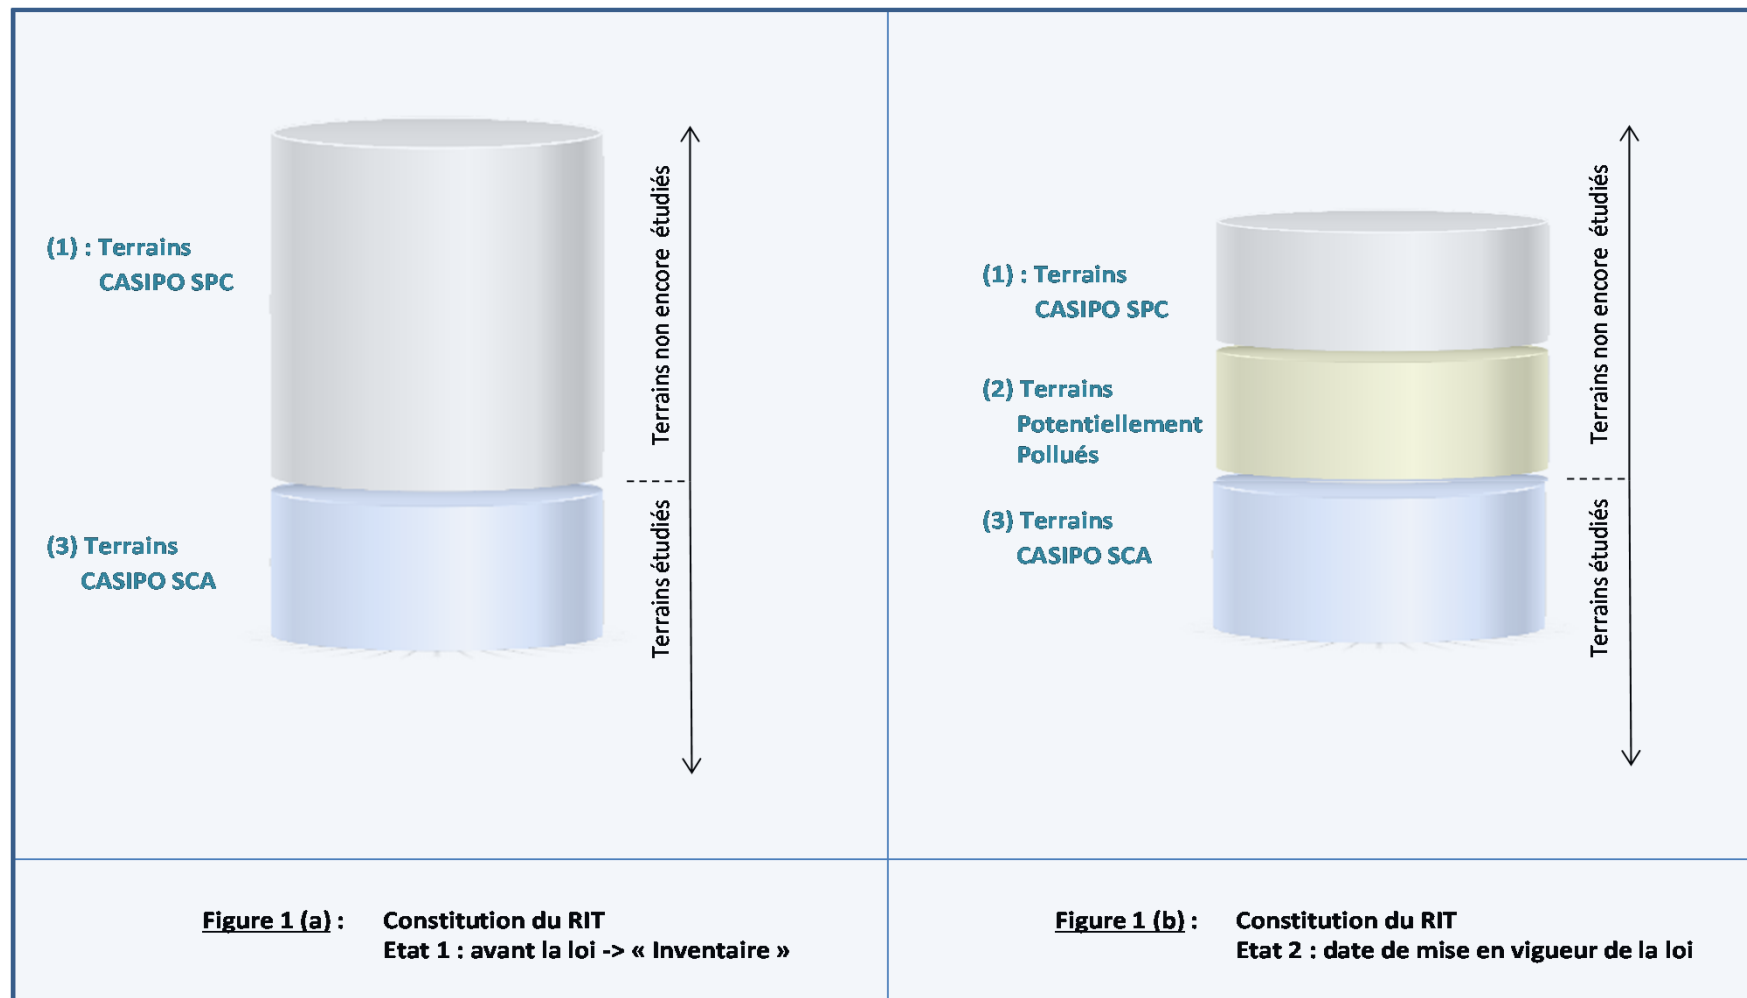 (1) : Terrains
CASIPO SPC
(3) Terrains
CASIPO SCA
Terrains non encore étudiés
Terrains étudiés
(1) : Terrains
CASIPO SPC
(2) Terrains
Potentiellement
Pollués
(3) Terrains
CASIPO SCA
Terrains non encore étudiés
Terrains étudiés
Figure 1 (a) : Constitution du RIT
Etat 1 : avant la loi -> « Inventaire »
Figure 1 (b) : Constitution du RIT
Etat 2 : date de mise en vigueur de la loi